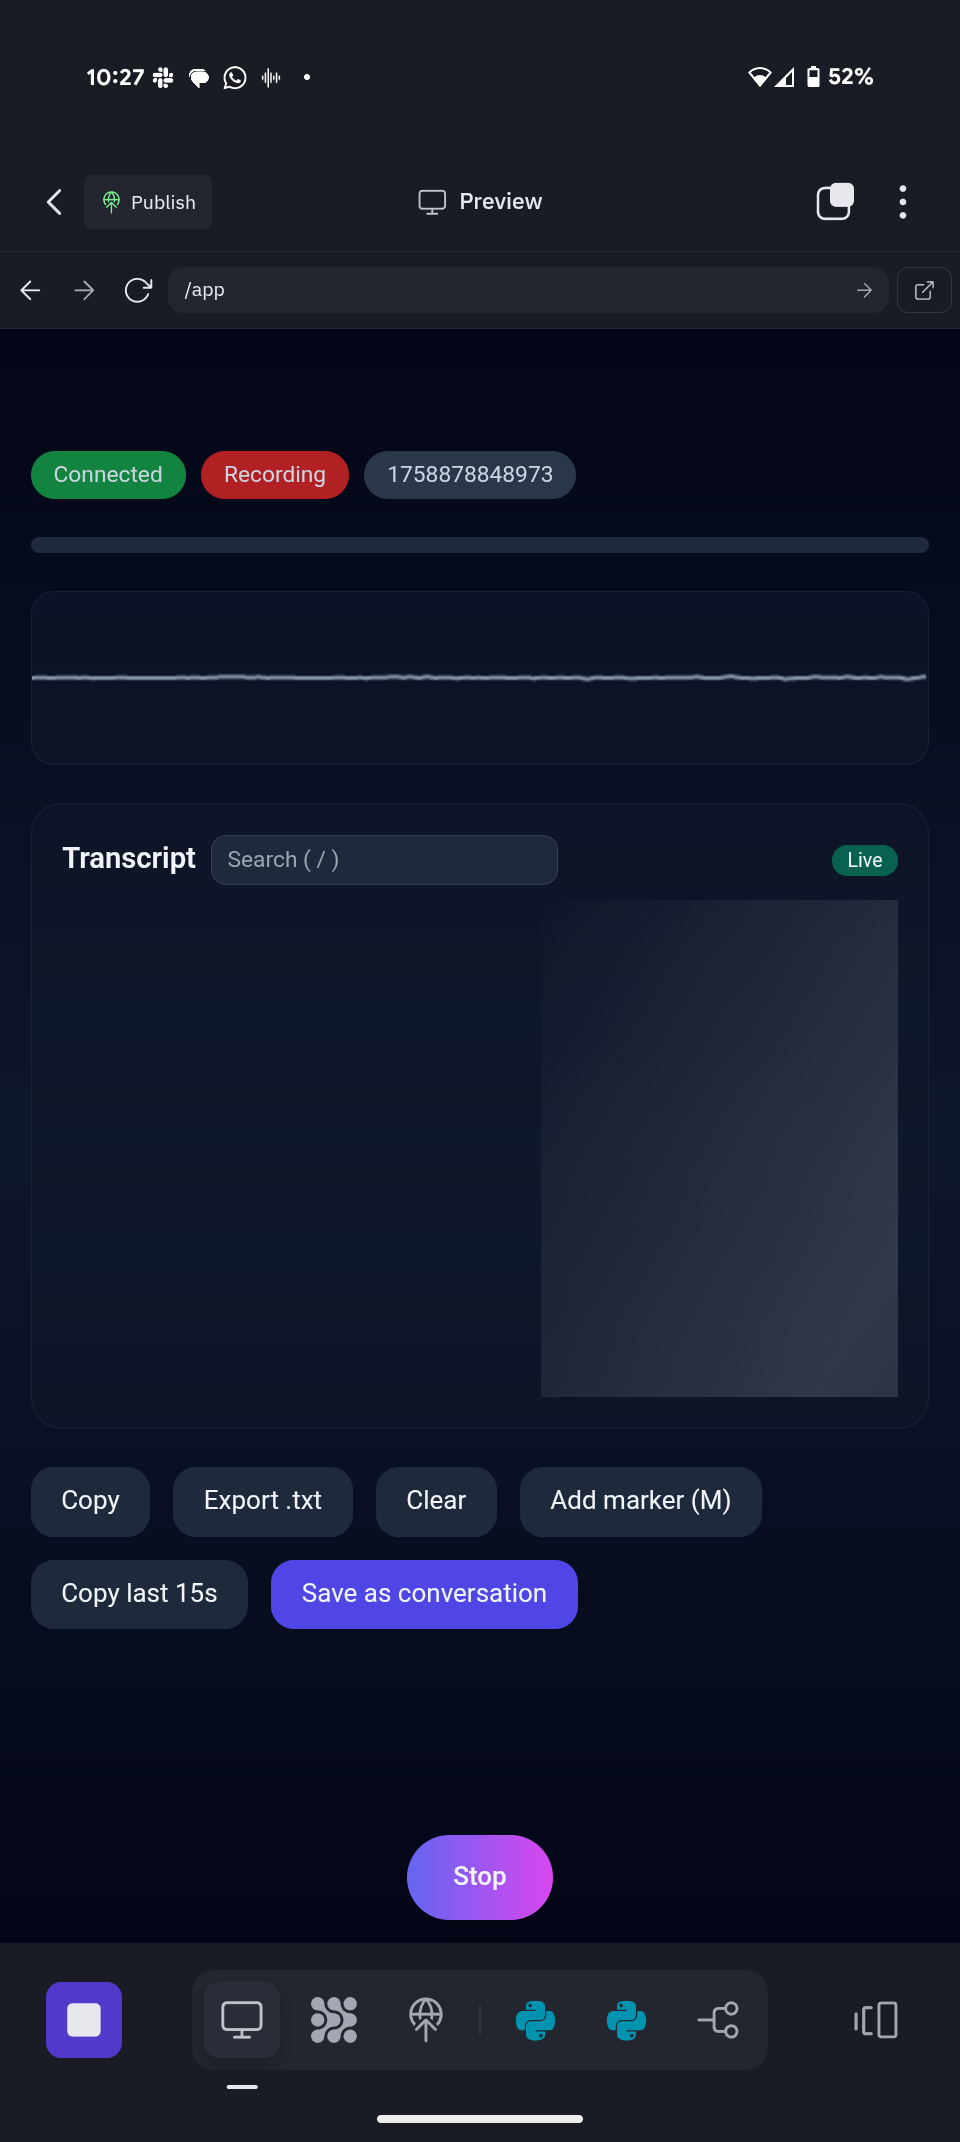 10:27 52%
Publish Preview
/app
Connected Recording 1758878848973
Transcript Search ( / ) Live
Copy Export .txt Clear Add marker (M)
Copy last 15s Save as conversation
Stop